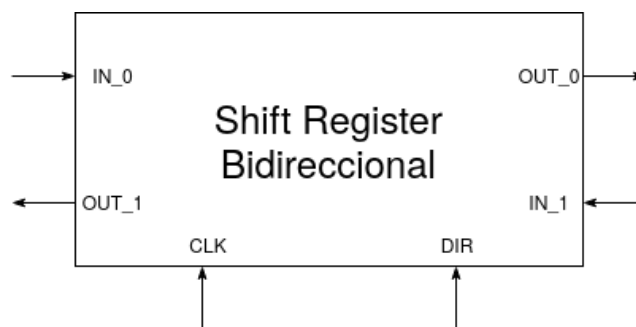 IN_0
OUT_0
Shift Register
Bidireccional
OUT_1
IN_1
CLK
DIR